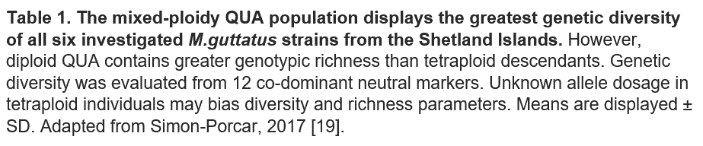 Table 1. The mixed-ploidy QUA population displays the greatest genetic diversity
of all six investigated M.guttatus strains from the Shetland Islands. However,
diploid QUA contains greater genotypic richness than tetraploid descendants. Genetic
diversity was evaluated from 12 co-dominant neutral markers. Unknown allele dosage in
tetraploid individuals may bias diversity and richness parameters. Means are displayed ±
SD. Adapted from Simon-Porcar, 2017 [19].